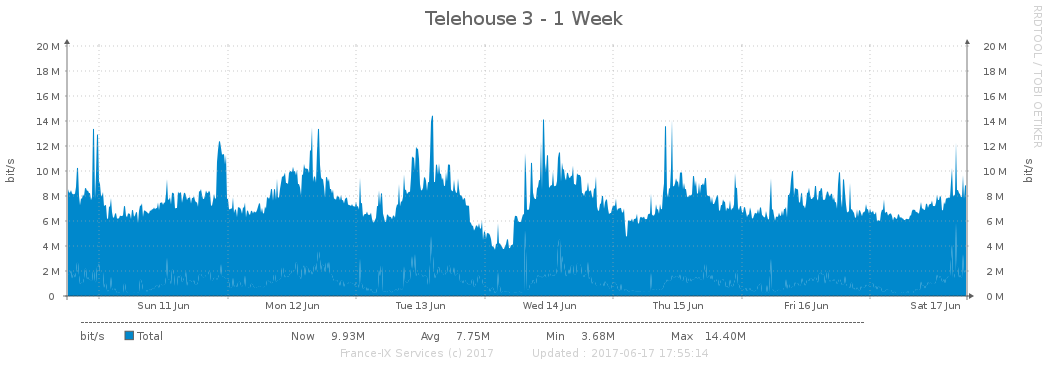 Telehouse 3 - 1 Week
RRDTOOL / TOBI OETIKER
bit/s
bit/s
20 M 20 M
18 M 18 M
16 M 16 M
14 M 14 M
12 M 12 M
10 M 10 M
8 M 8 M
6 M 6 M
4 M 4 M
2 M 2 M
0 0 M
Sun 11 Jun Mon 12 Jun Tue 13 Jun Wed 14 Jun Thu 15 Jun Fri 16 Jun Sat 17 Jun
bit/s Total Now 9.93M Avg 7.75M Min 3.68M Max 14.40M
France-IX Services (c) 2017 Updated : 2017-06-17 17:55:14